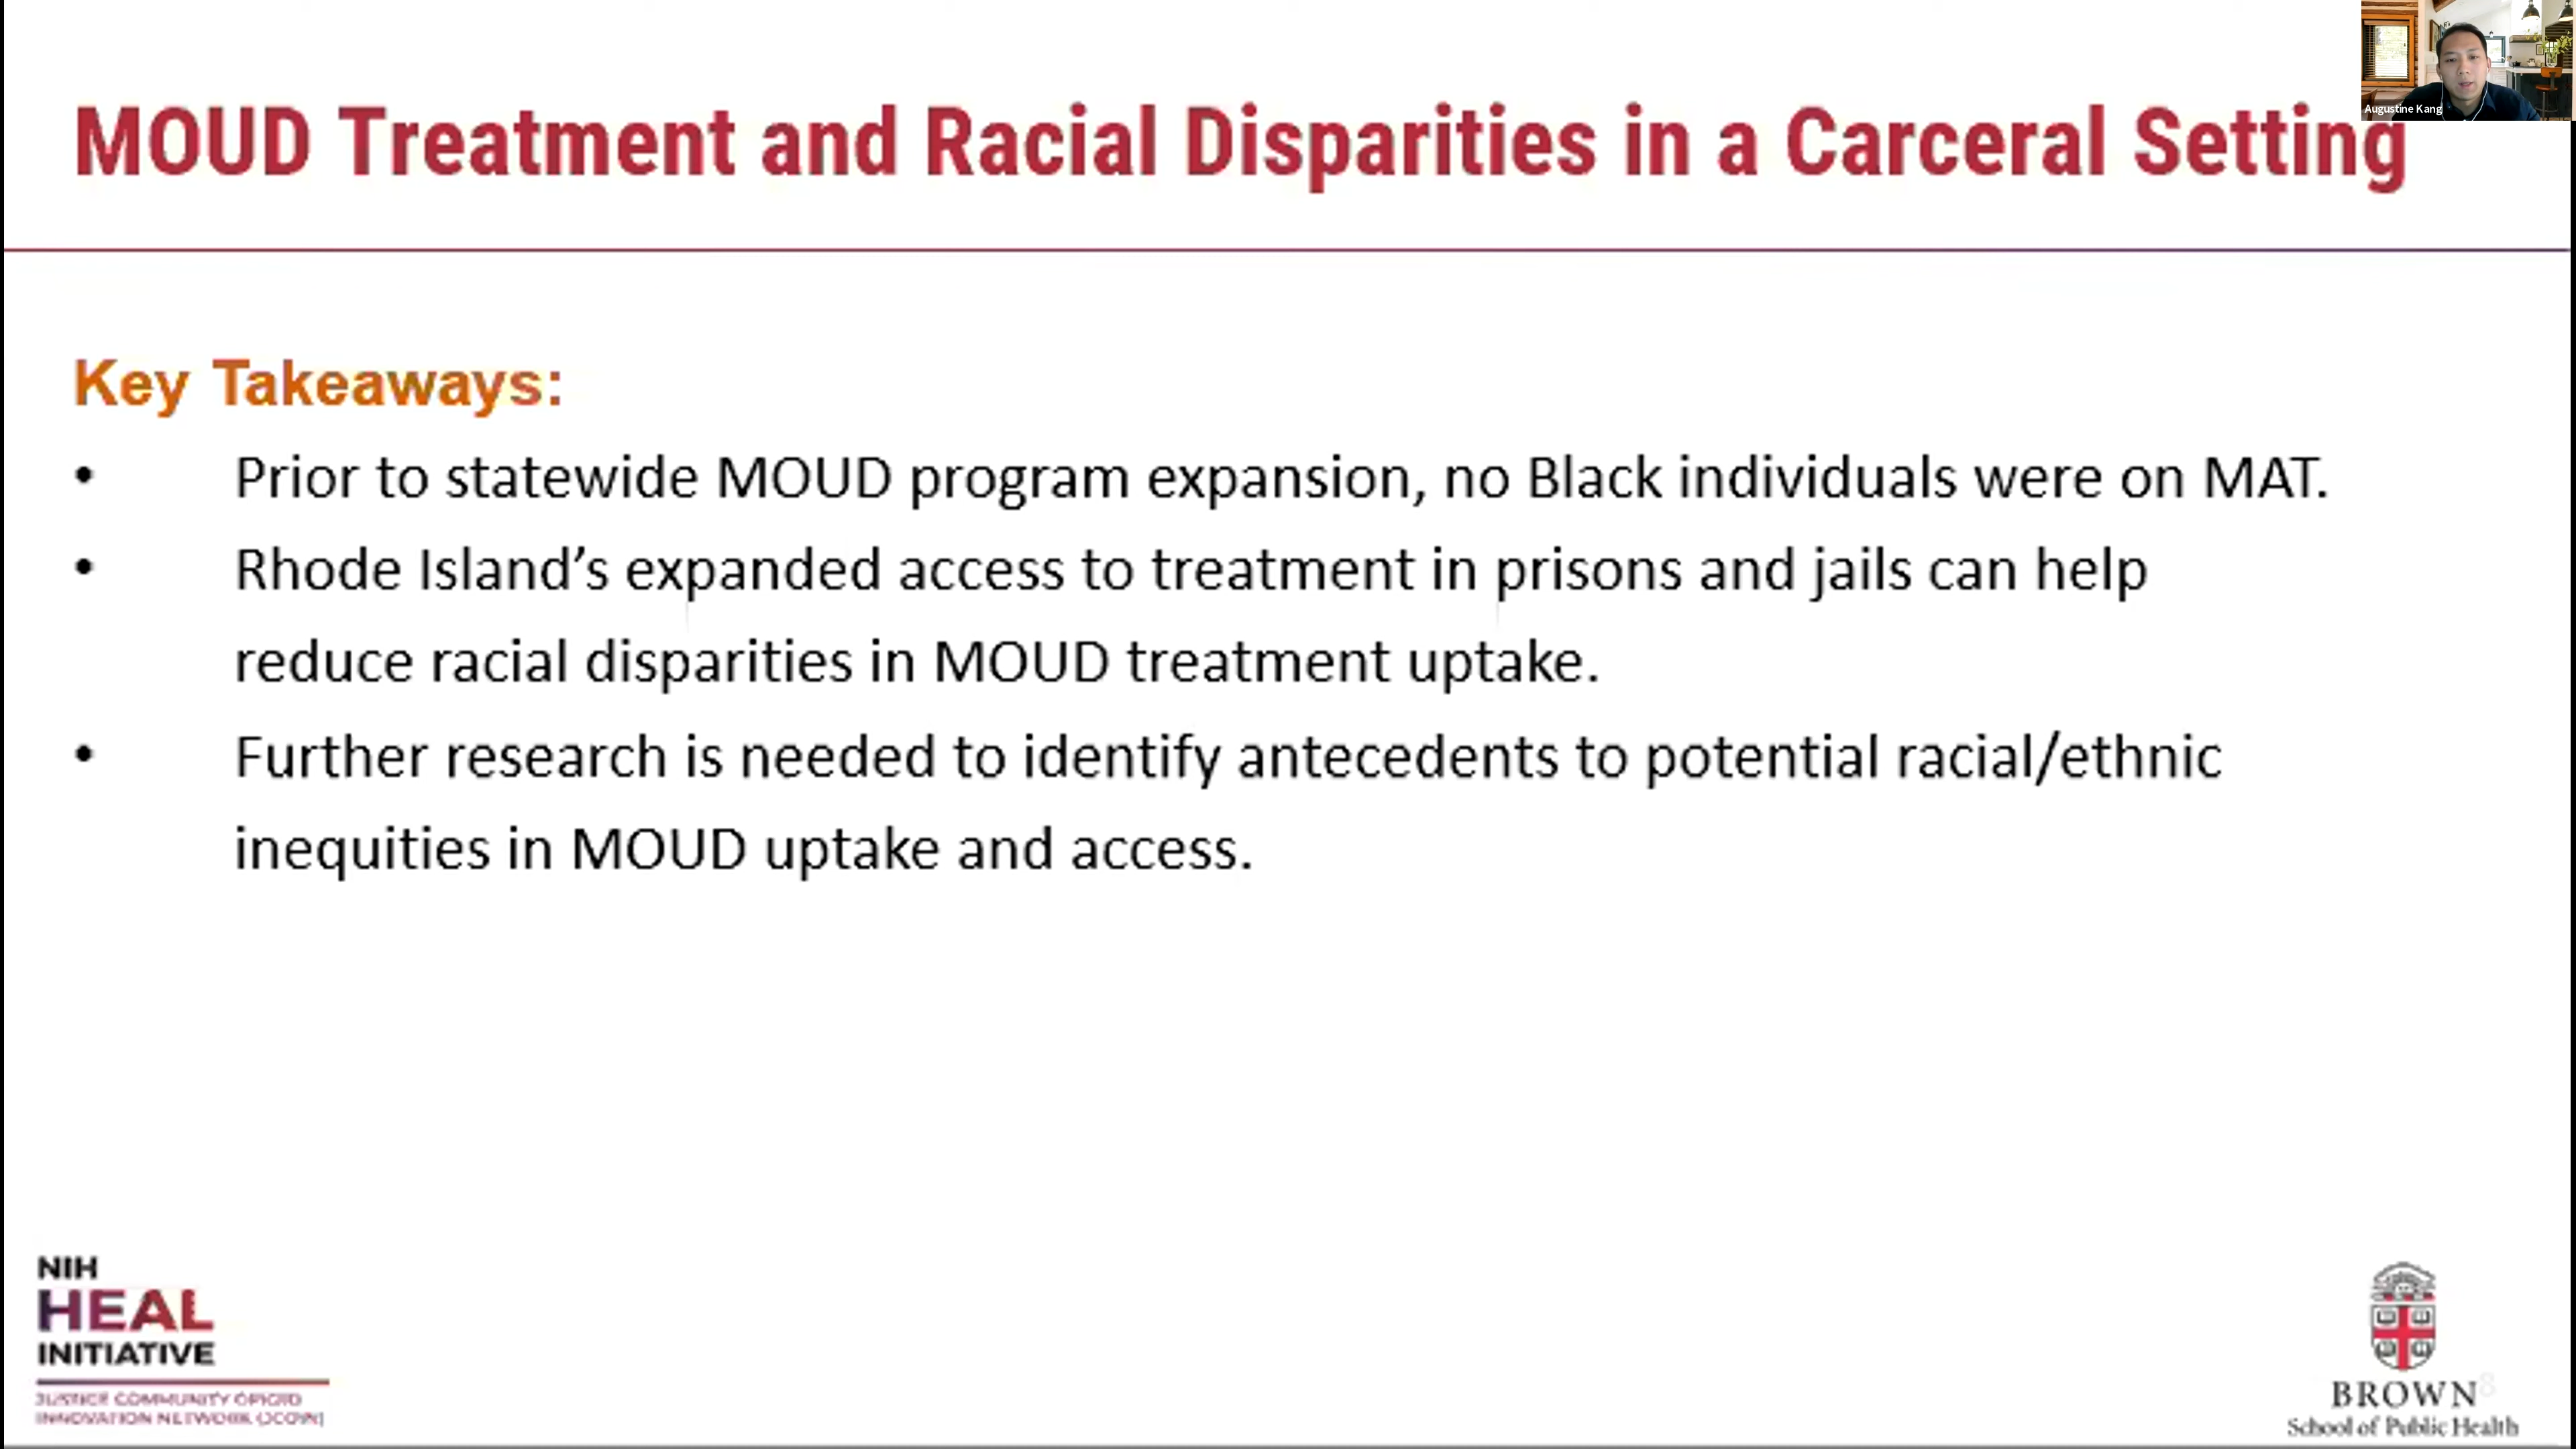 Augustine Kang
MOUD Treatment and Racial Disparities in a Carceral Setting
Key Takeaways:
• Prior to statewide MOUD program expansion, no Black individuals were on MAT.
• Rhode Island’s expanded access to treatment in prisons and jails can help
reduce racial disparities in MOUD treatment uptake.
• Further research is needed to identify antecedents to potential racial/ethnic
inequities in MOUD uptake and access.
NIH
HEAL
INITIATIVE
JUSTICE COMMUNITY OPIOID
INNOVATION NETWORK (JCOIN)
8
BROWN
School of Public Health